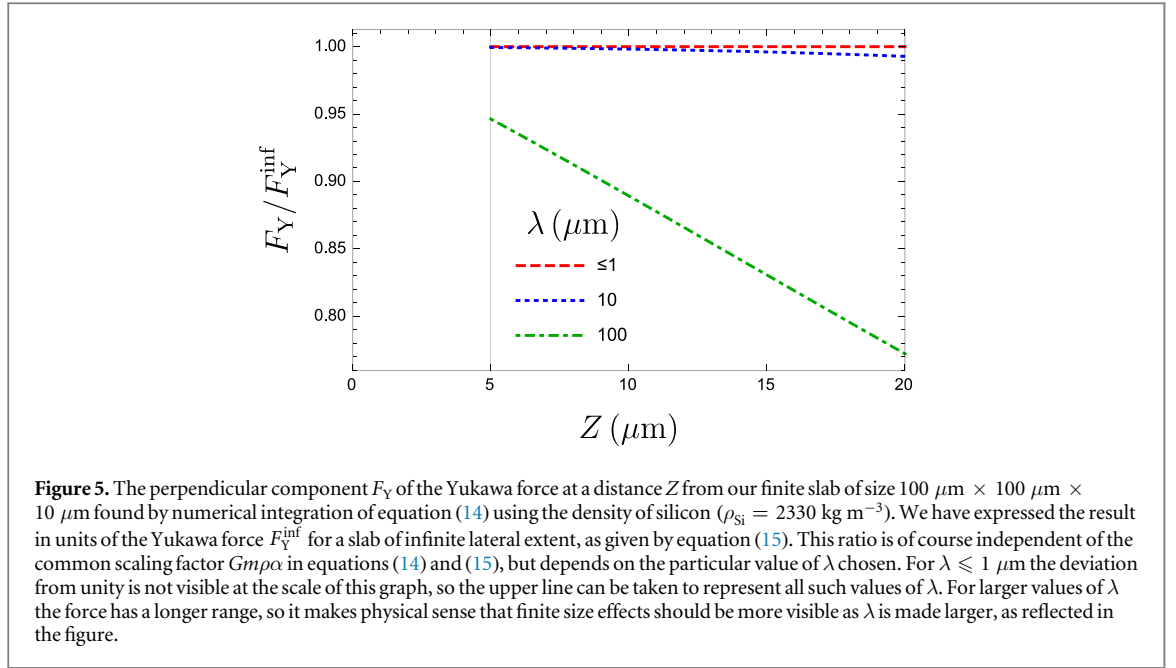 1.00
0.95
0.90
0.85
0.80
F_Y / F_Y^inf
λ (μm)
≤1
10
100
0 5 10 15 20
Z (μm)
Figure 5. The perpendicular component F_Y of the Yukawa force at a distance Z from our finite slab of size 100 μm × 100 μm ×
10 μm found by numerical integration of equation (14) using the density of silicon (ρ_Si = 2330 kg m⁻³). We have expressed the result
in units of the Yukawa force F_Y^inf for a slab of infinite lateral extent, as given by equation (15). This ratio is of course independent of the
common scaling factor Gmρα in equations (14) and (15), but depends on the particular value of λ chosen. For λ ⩽ 1 μm the deviation
from unity is not visible at the scale of this graph, so the upper line can be taken to represent all such values of λ. For larger values of λ
the force has a longer range, so it makes physical sense that finite size effects should be more visible as λ is made larger, as reflected in
the figure.